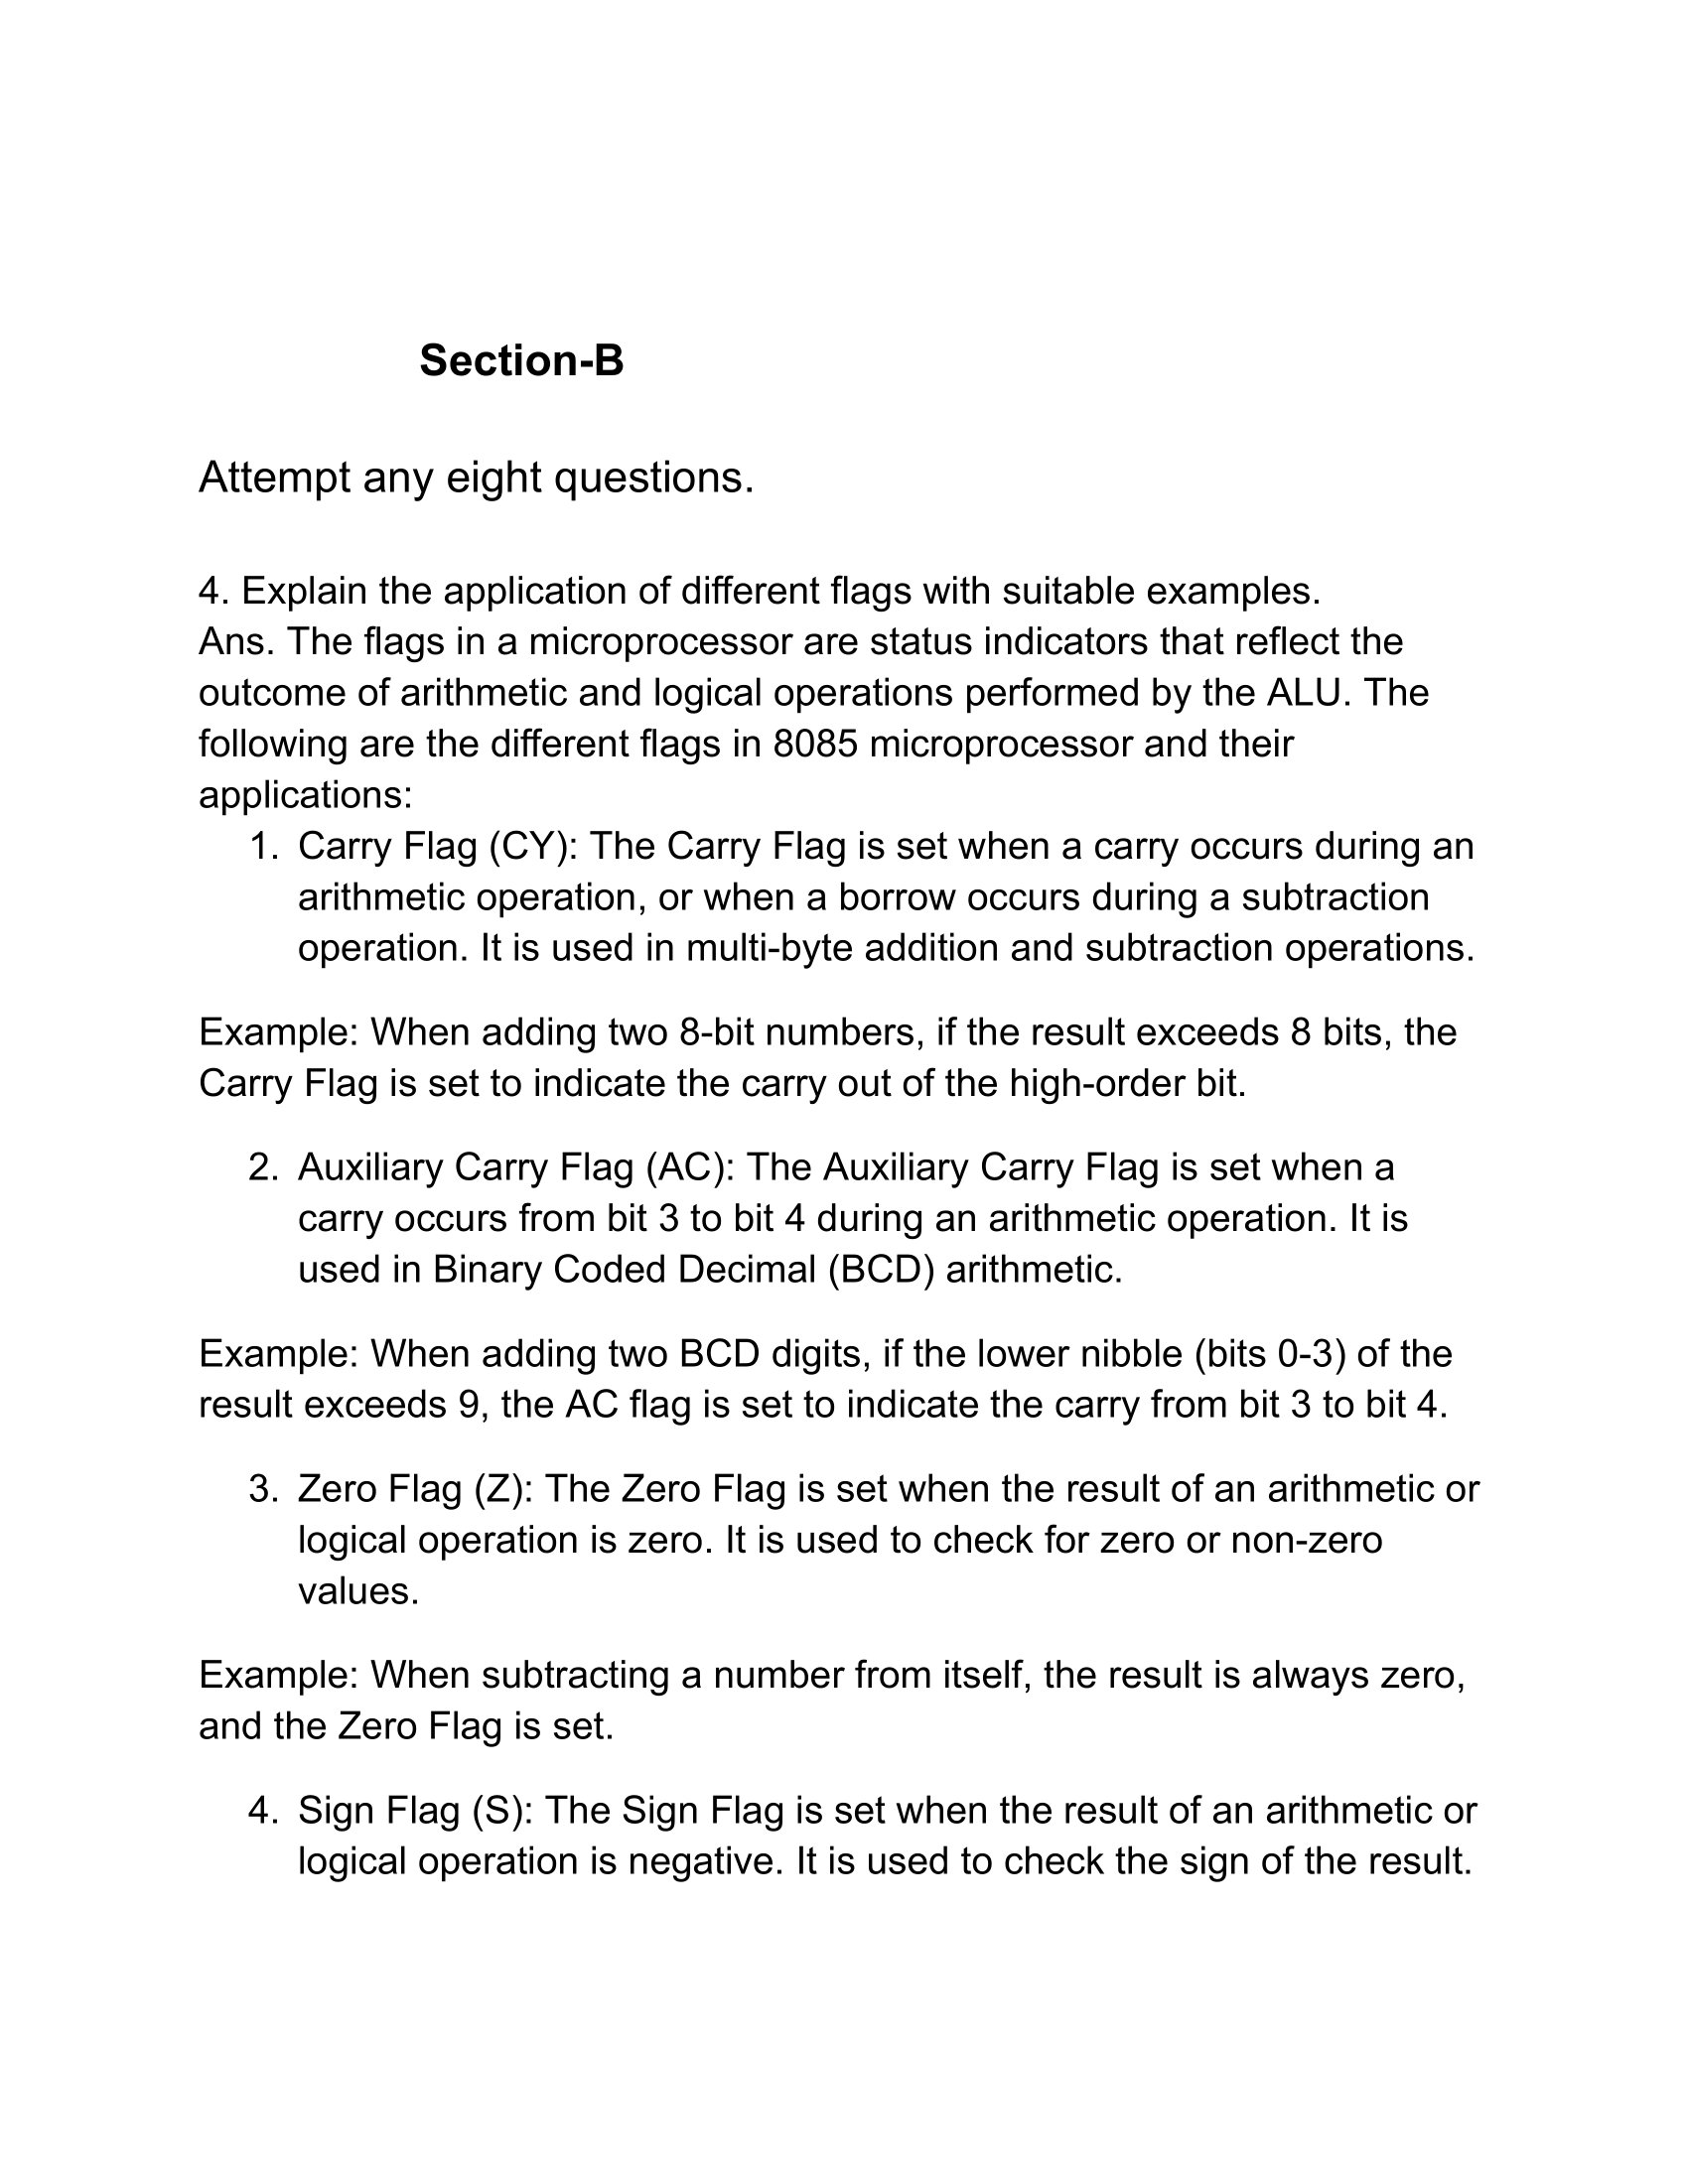 Section-B
Attempt any eight questions.
4. Explain the application of different flags with suitable examples.
Ans. The flags in a microprocessor are status indicators that reflect the
outcome of arithmetic and logical operations performed by the ALU. The
following are the different flags in 8085 microprocessor and their
applications:
1. Carry Flag (CY): The Carry Flag is set when a carry occurs during an
arithmetic operation, or when a borrow occurs during a subtraction
operation. It is used in multi-byte addition and subtraction operations.
Example: When adding two 8-bit numbers, if the result exceeds 8 bits, the
Carry Flag is set to indicate the carry out of the high-order bit.
2. Auxiliary Carry Flag (AC): The Auxiliary Carry Flag is set when a
carry occurs from bit 3 to bit 4 during an arithmetic operation. It is
used in Binary Coded Decimal (BCD) arithmetic.
Example: When adding two BCD digits, if the lower nibble (bits 0-3) of the
result exceeds 9, the AC flag is set to indicate the carry from bit 3 to bit 4.
3. Zero Flag (Z): The Zero Flag is set when the result of an arithmetic or
logical operation is zero. It is used to check for zero or non-zero
values.
Example: When subtracting a number from itself, the result is always zero,
and the Zero Flag is set.
4. Sign Flag (S): The Sign Flag is set when the result of an arithmetic or
logical operation is negative. It is used to check the sign of the result.